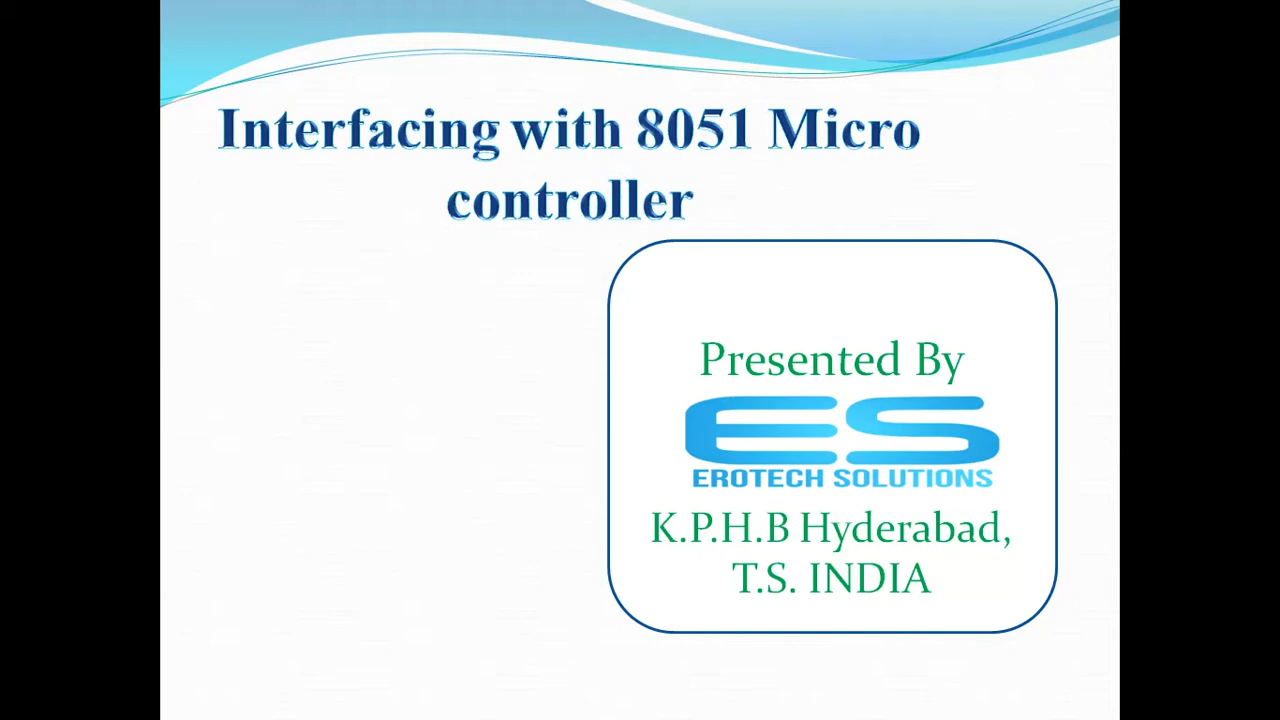 Interfacing with 8051 Micro
controller
Presented By
ES
EROTECH SOLUTIONS
K.P.H.B Hyderabad,
T.S. INDIA